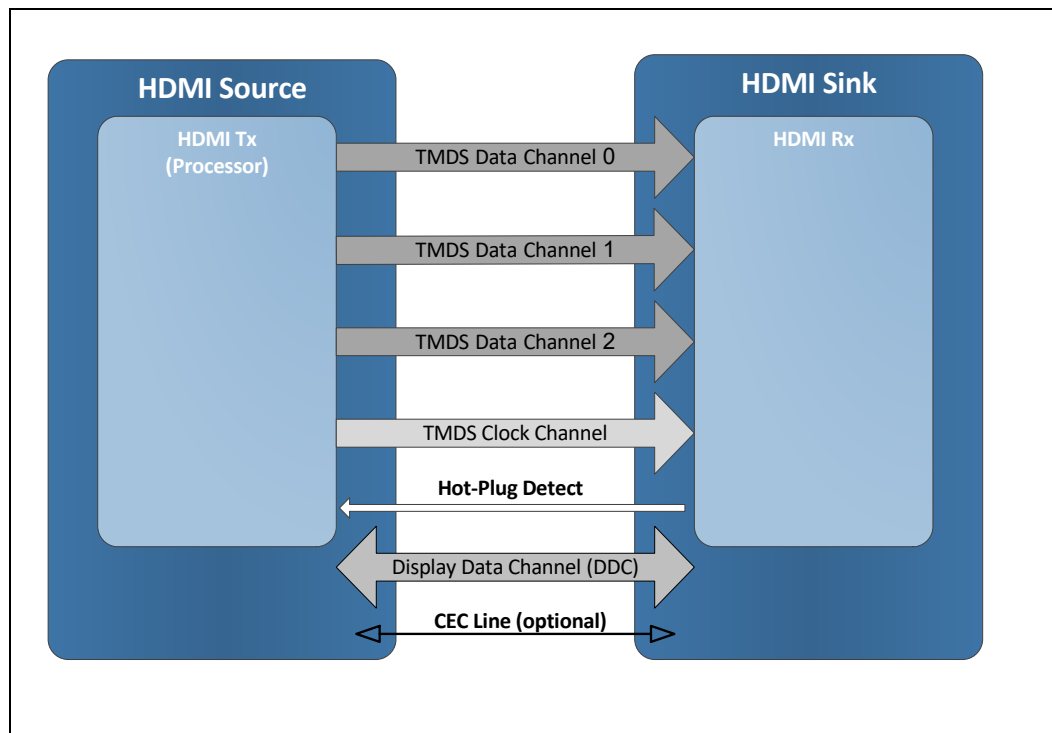 HDMI Source
HDMI Sink
HDMI Tx
(Processor)
HDMI Rx
TMDS Data Channel 0
TMDS Data Channel 1
TMDS Data Channel 2
TMDS Clock Channel
Hot-Plug Detect
Display Data Channel (DDC)
CEC Line (optional)